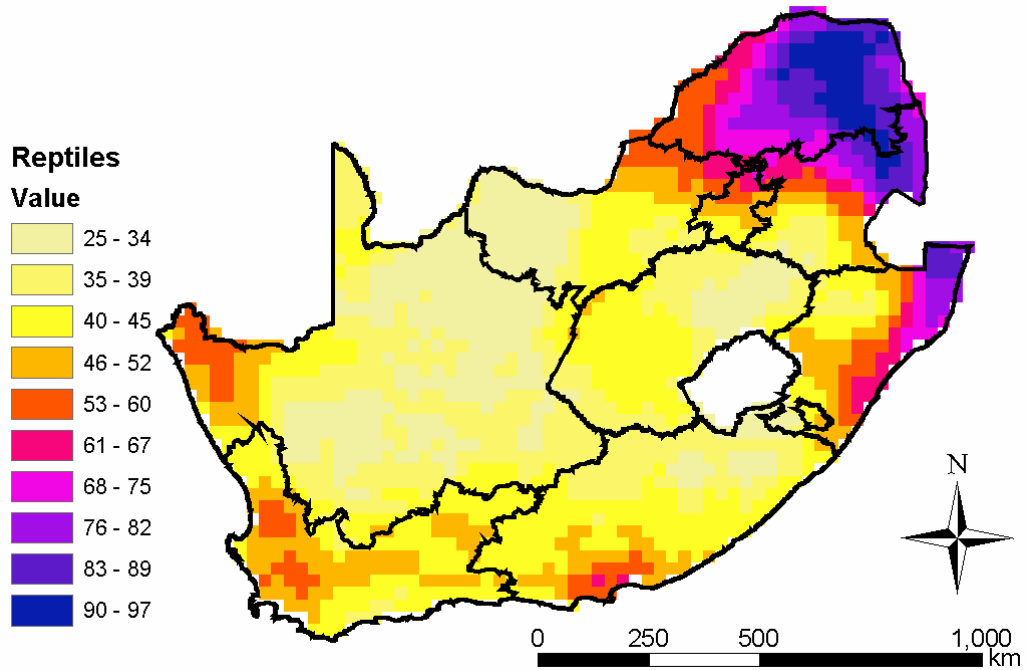 Reptiles
Value
25 - 34
35 - 39
40 - 45
46 - 52
53 - 60
61 - 67
68 - 75
76 - 82
83 - 89
90 - 97
N
0 250 500 1,000
km